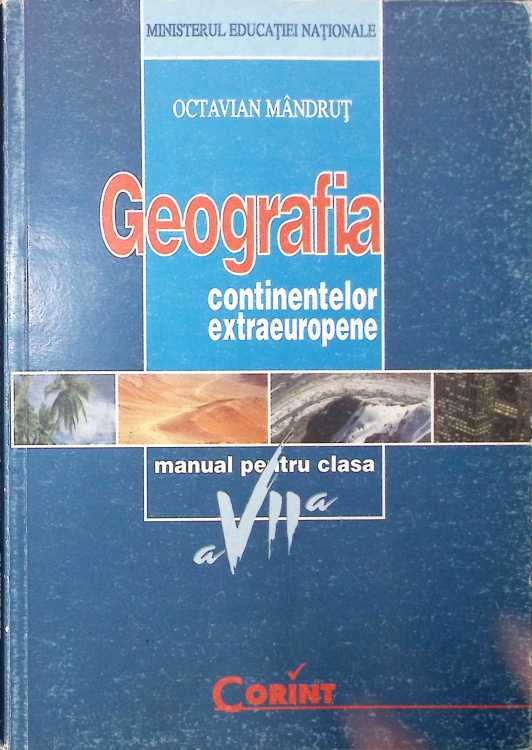 MINISTERUL EDUCAȚIEI NAȚIONALE
OCTAVIAN MÂNDRUȚ
Geografia
continentelor
extraeuropene
manual pentru clasa
a VII a
CORINT